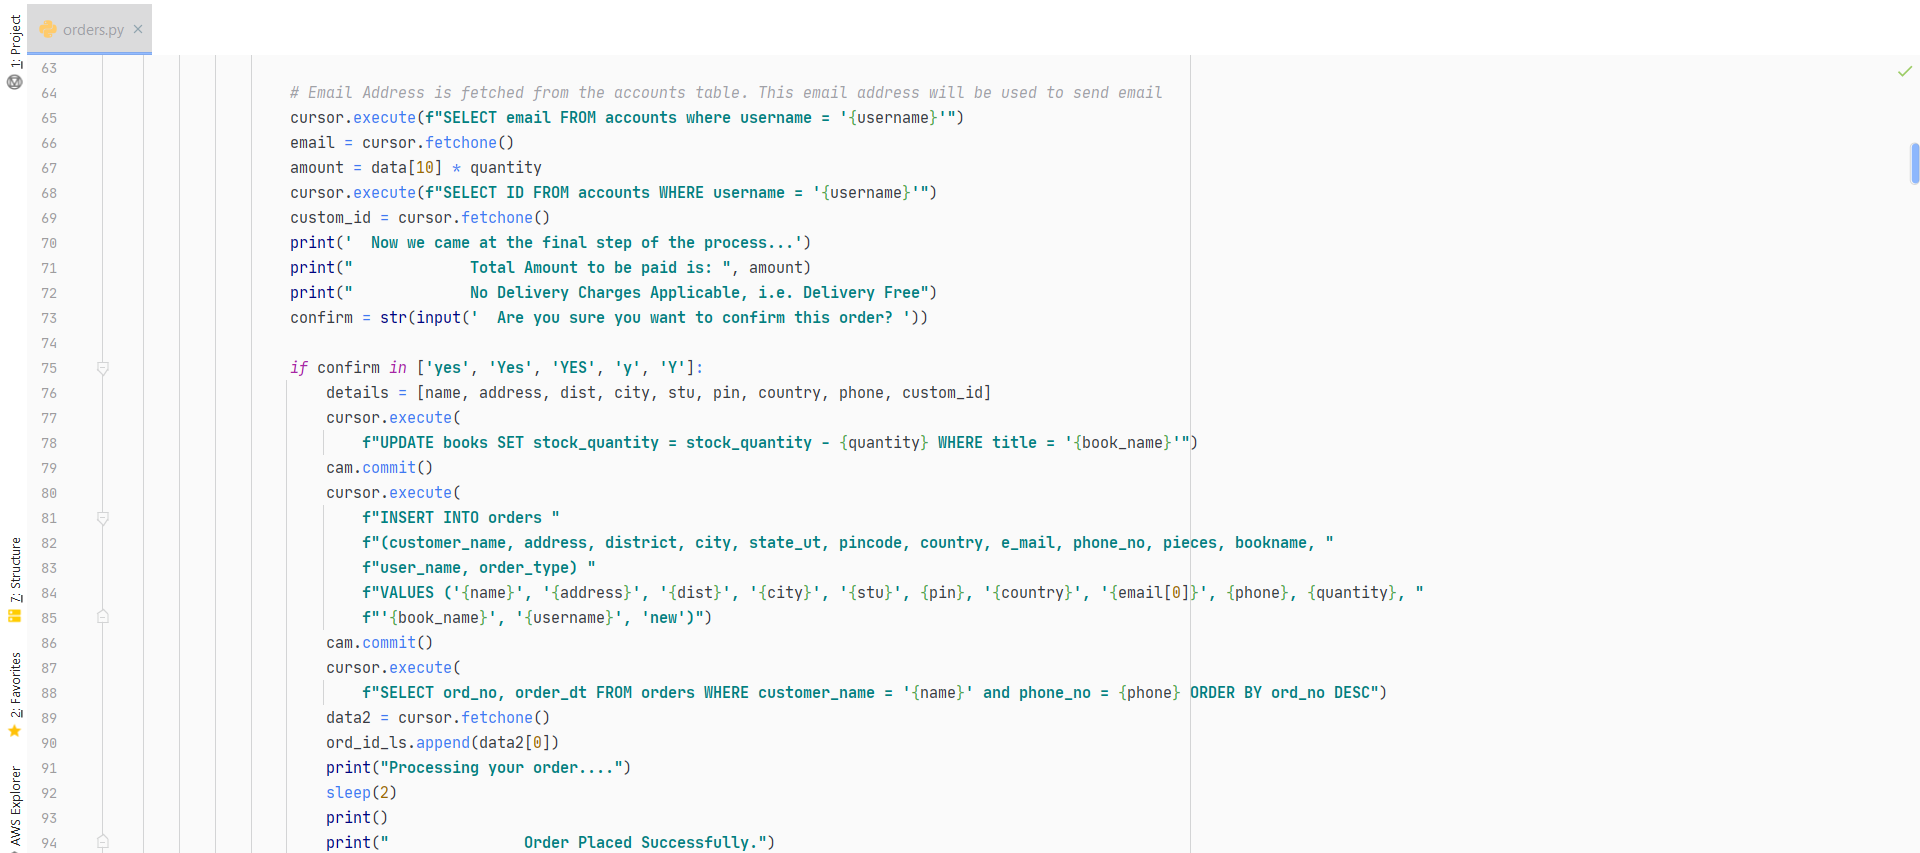 1: Project
orders.py
63
64 # Email Address is fetched from the accounts table. This email address will be used to send email
65 cursor.execute(f"SELECT email FROM accounts where username = '{username}'")
66 email = cursor.fetchone()
67 amount = data[10] * quantity
68 cursor.execute(f"SELECT ID FROM accounts WHERE username = '{username}'")
69 custom_id = cursor.fetchone()
70 print('  Now we came at the final step of the process...')
71 print("             Total Amount to be paid is: ", amount)
72 print("             No Delivery Charges Applicable, i.e. Delivery Free")
73 confirm = str(input('  Are you sure you want to confirm this order? '))
74
75 if confirm in ['yes', 'Yes', 'YES', 'y', 'Y']:
76     details = [name, address, dist, city, stu, pin, country, phone, custom_id]
77     cursor.execute(
78         f"UPDATE books SET stock_quantity = stock_quantity - {quantity} WHERE title = '{book_name}'")
79     cam.commit()
80     cursor.execute(
81         f"INSERT INTO orders "
82         f"(customer_name, address, district, city, state_ut, pincode, country, e_mail, phone_no, pieces, bookname, "
83         f"user_name, order_type) "
84         f"VALUES ('{name}', '{address}', '{dist}', '{city}', '{stu}', {pin}, '{country}', '{email[0]}', {phone}, {quantity}, "
85         f"'{book_name}', '{username}', 'new')")
86     cam.commit()
87     cursor.execute(
88         f"SELECT ord_no, order_dt FROM orders WHERE customer_name = '{name}' and phone_no = {phone} ORDER BY ord_no DESC")
89     data2 = cursor.fetchone()
90     ord_id_ls.append(data2[0])
91     print("Processing your order....")
92     sleep(2)
93     print()
94     print("               Order Placed Successfully.")
7: Structure
2: Favorites
AWS Explorer